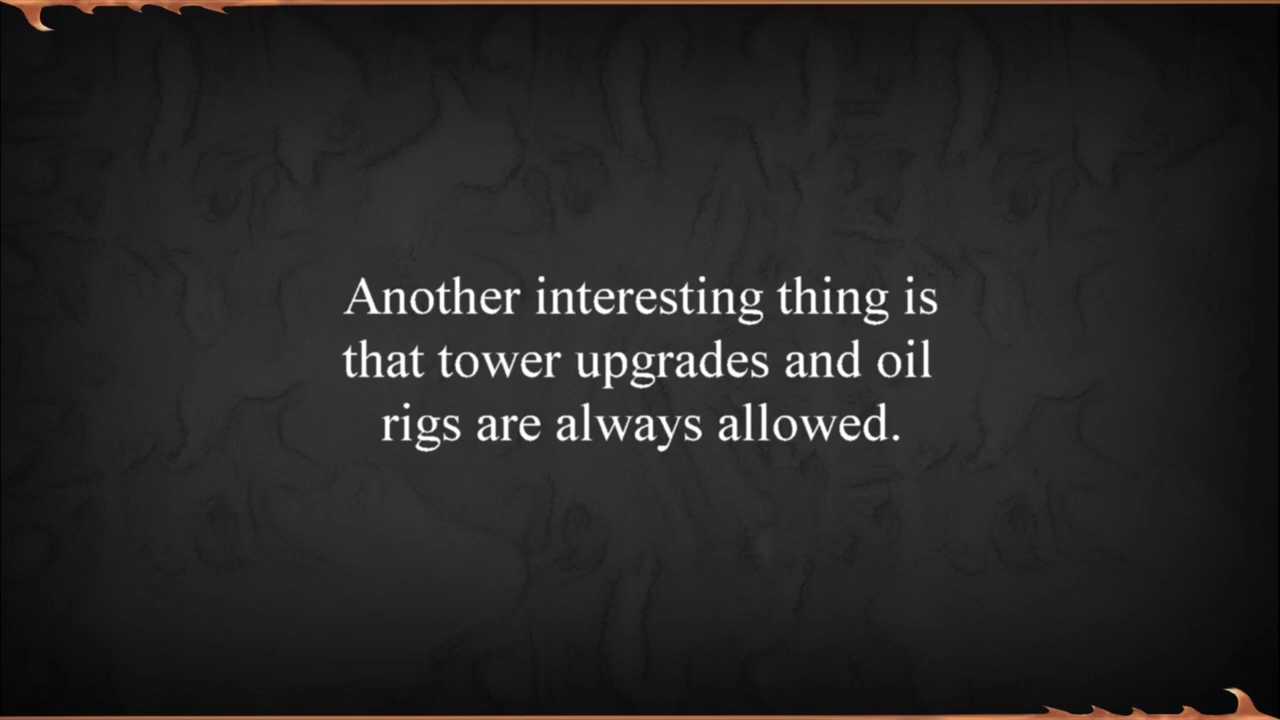 Another interesting thing is
that tower upgrades and oil
rigs are always allowed.